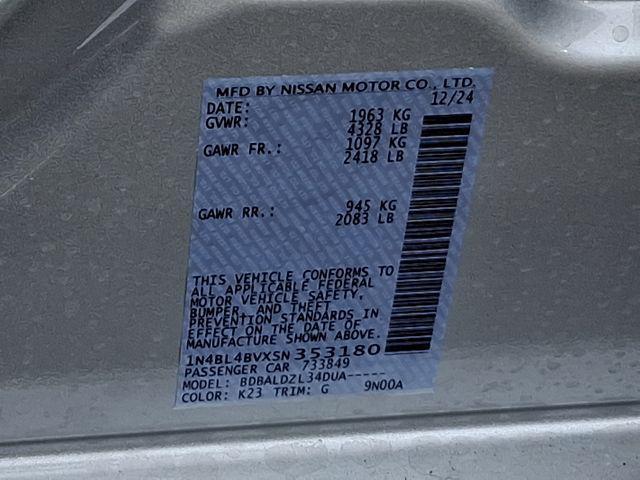 MFD BY NISSAN MOTOR CO., LTD.
DATE: 12/24
GVWR: 1963 KG
4328 LB
GAWR FR.: 1097 KG
2418 LB
GAWR RR.: 945 KG
2083 LB
THIS VEHICLE CONFORMS TO
ALL APPLICABLE FEDERAL
MOTOR VEHICLE SAFETY,
BUMPER, AND THEFT
PREVENTION STANDARDS IN
EFFECT ON THE DATE OF
MANUFACTURE SHOWN ABOVE.
1N4BL4BVXSN353180
PASSENGER CAR 733849
MODEL: BDBALDZL34DUA-----
COLOR: K23 TRIM: G 9N00A